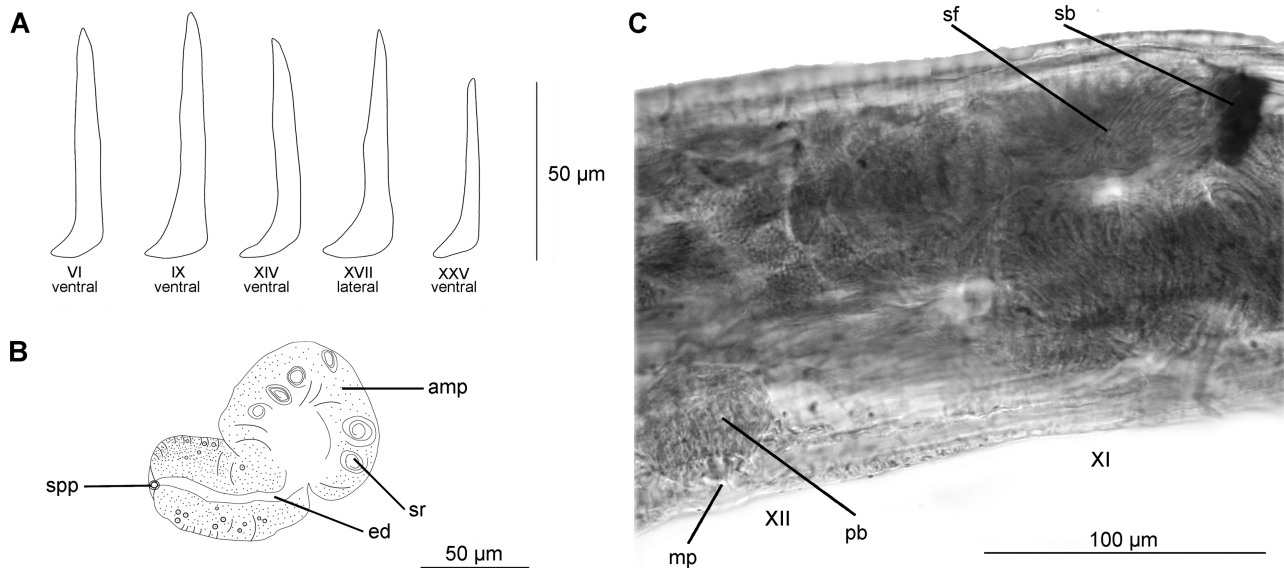 A
VI
ventral
IX
ventral
XIV
ventral
XVII
lateral
XXV
ventral
50 µm
B
amp
spp
sr
ed
50 µm
C
sf
sb
XI
XII
pb
mp
100 µm